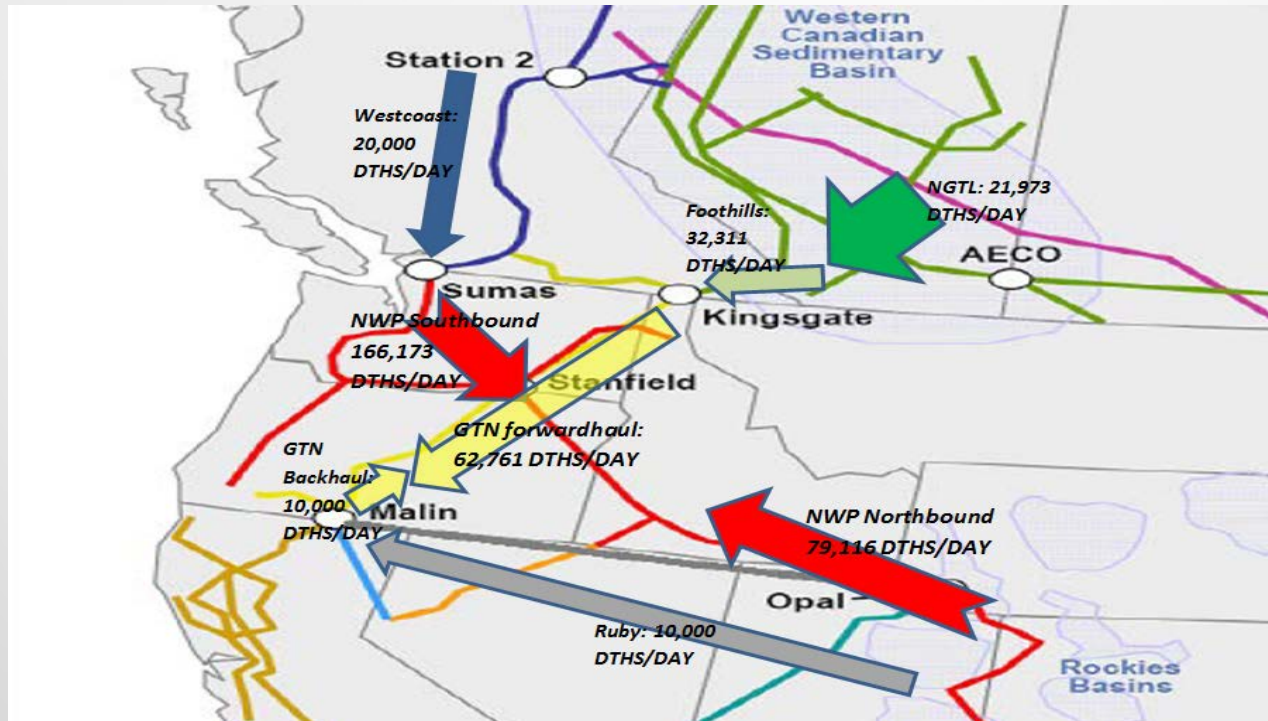 Western
Canadian
Sedimentary
Basin
Station 2
Westcoast:
20,000
DTHS/DAY
NGTL: 21,973
DTHS/DAY
Foothills:
32,311
DTHS/DAY
AECO
Sumas
Kingsgate
NWP Southbound
166,173
DTHS/DAY
Stanfield
GTN forwardhaul:
62,761 DTHS/DAY
GTN
Backhaul:
10,000
DTHS/DAY
Malin
NWP Northbound
79,116 DTHS/DAY
Opal
Ruby: 10,000
DTHS/DAY
Rockies
Basins